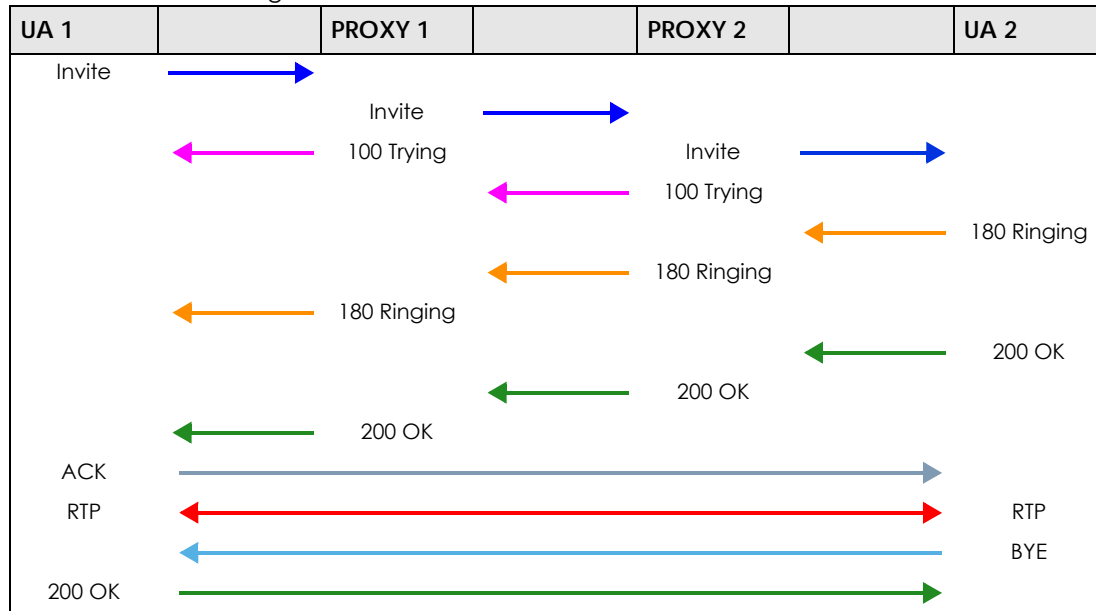 UA 1 PROXY 1 PROXY 2 UA 2
Invite
Invite
100 Trying Invite
100 Trying
180 Ringing
180 Ringing
180 Ringing
200 OK
200 OK
200 OK
ACK
RTP RTP
BYE
200 OK